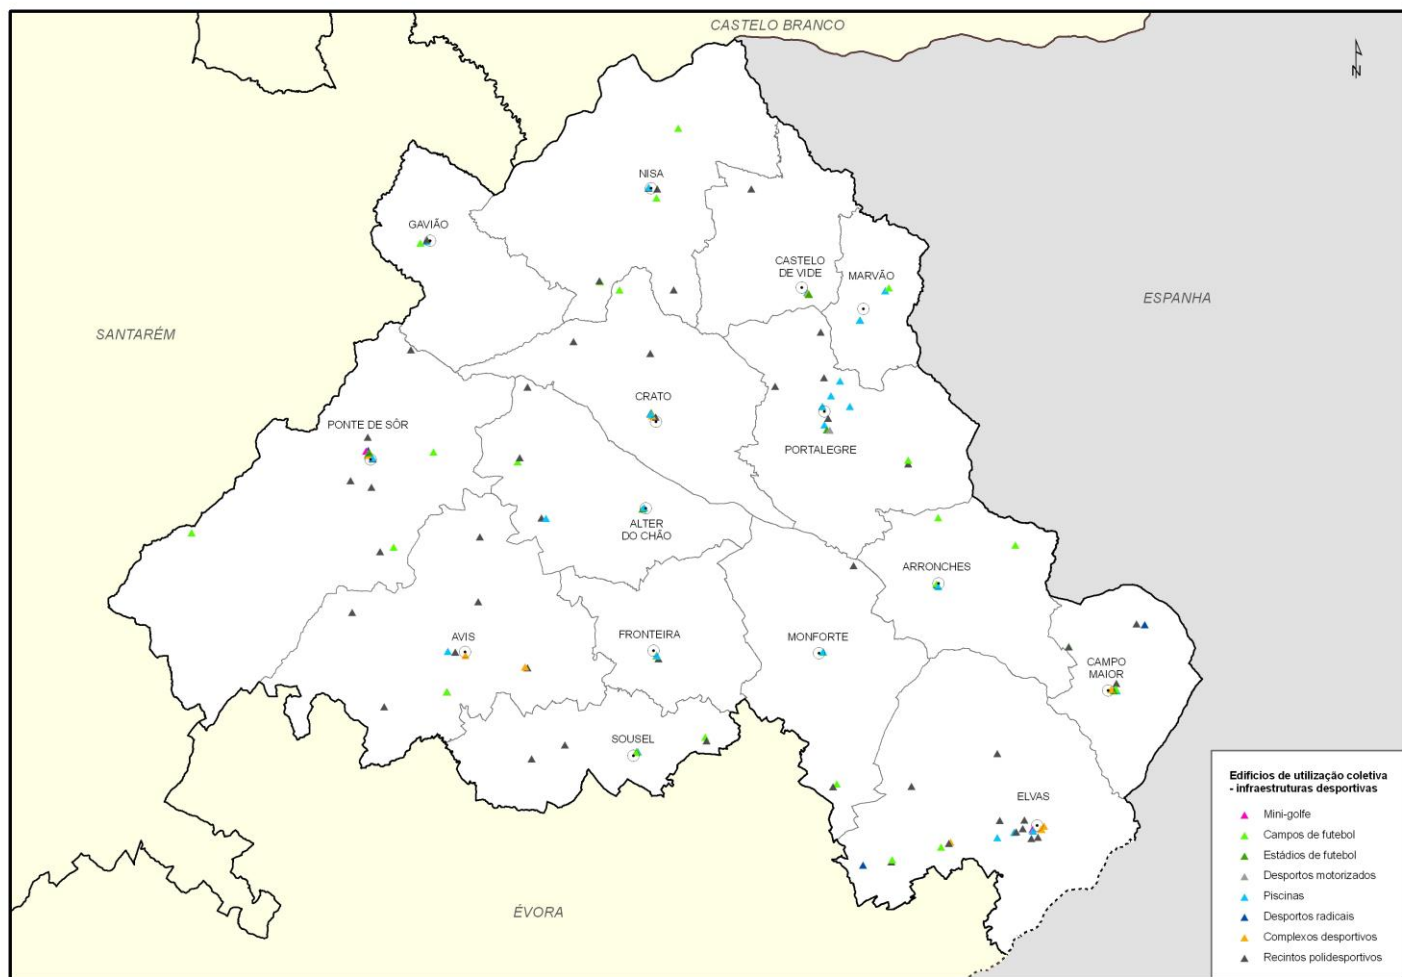 CASTELO BRANCO
N
NISA
GAVIÃO
CASTELO
DE VIDE
MARVÃO
ESPANHA
SANTARÉM
CRATO
PONTE DE SÔR
PORTALEGRE
ALTER
DO CHÃO
ARRONCHES
AVIS
FRONTEIRA
MONFORTE
CAMPO
MAIOR
SOUSEL
ELVAS
ÉVORA
Edifícios de utilização coletiva
- infraestruturas desportivas
Mini-golfe
Campos de futebol
Estádios de futebol
Desportos motorizados
Piscinas
Desportos radicais
Complexos desportivos
Recintos polidesportivos